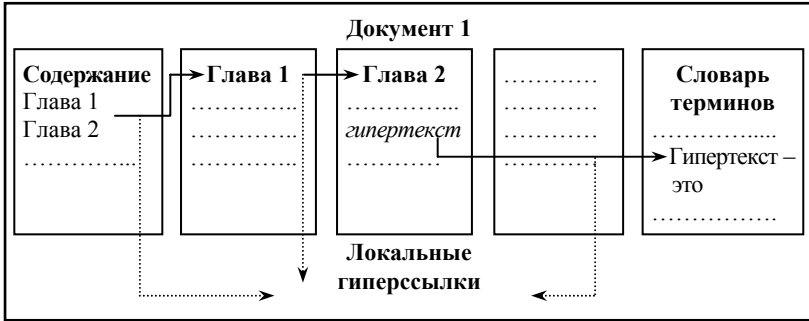 Документ 1
Содержание
Глава 1
Глава 2
…………..
Глава 1
……………..
……………..
……………..
Глава 2
……………..
гипертекст
……………..
……………
……………
……………
……………
Словарь
терминов
……………....
Гипертекст –
это
……………
Локальные
гиперссылки